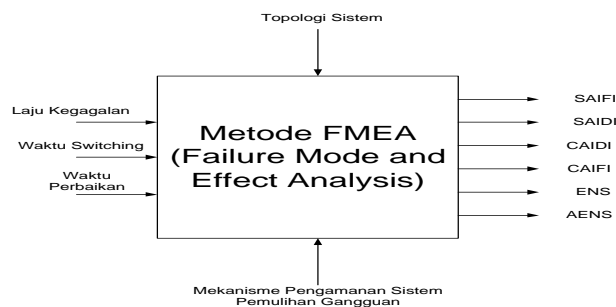 Topologi Sistem
Laju Kegagalan
Waktu Switching
Waktu
Perbaikan
Metode FMEA
(Failure Mode and
Effect Analysis)
SAIFI
SAIDI
CAIDI
CAIFI
ENS
AENS
Mekanisme Pengamanan Sistem
Pemulihan Gangguan